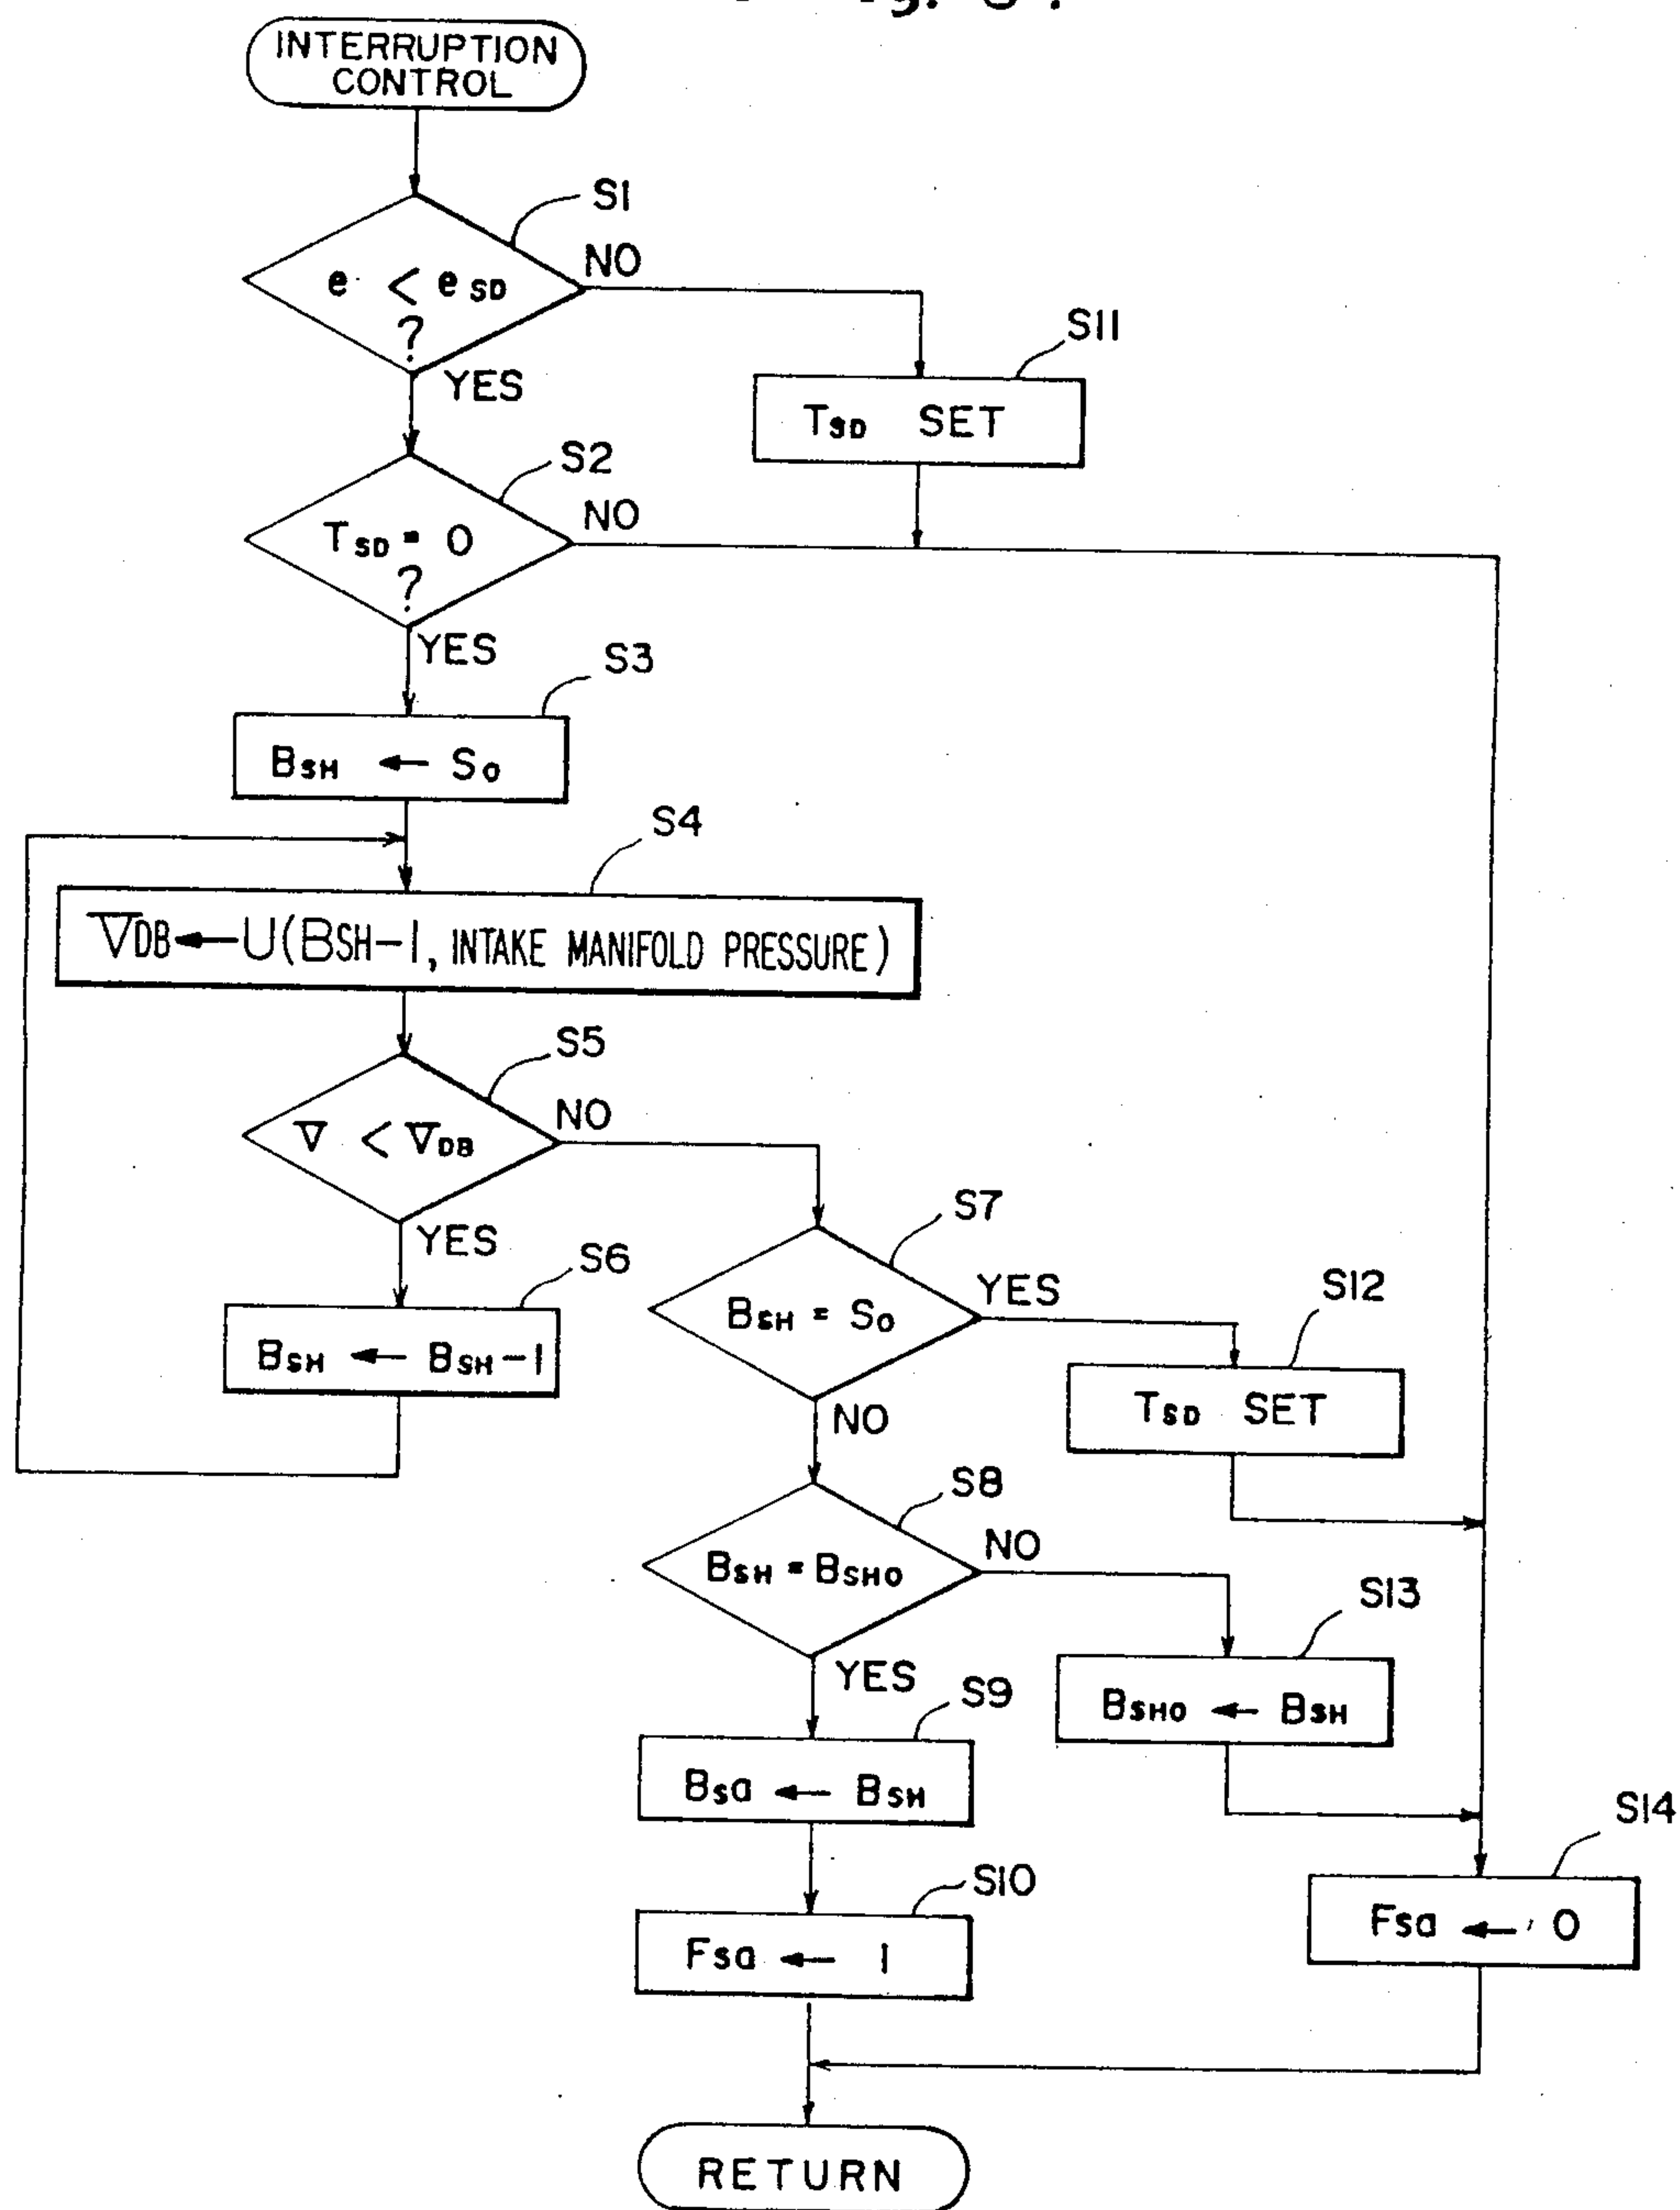 INTERRUPTION
CONTROL
S1
e < eSD
?
NO
YES
S11
TSD SET
S2
TSD = 0
?
NO
YES
S3
BSH ← S0
S4
VDB ← U(BSH-1, INTAKE MANIFOLD PRESSURE)
S5
V < VDB
NO
YES
S6
BSH ← BSH-1
S7
BSH = S0
YES
NO
S12
TSD SET
S8
BSH = BSHO
NO
YES
S13
BSHO ← BSH
S9
BSa ← BSH
S10
FSa ← 1
S14
FSa ← 0
RETURN